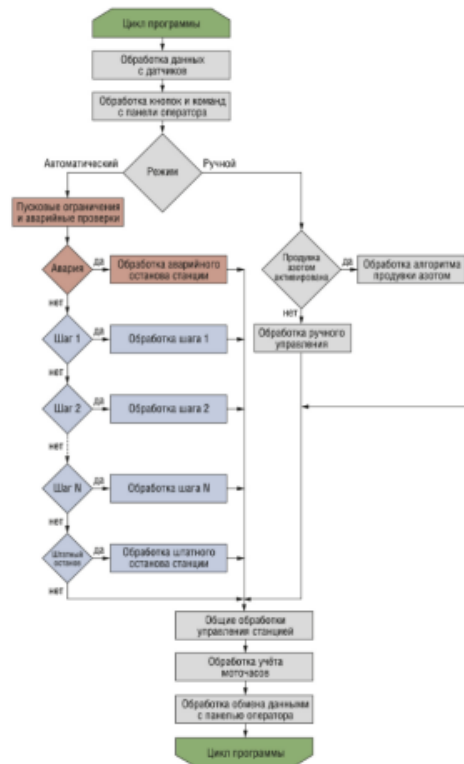 Цикл программы
Обработка данных
с датчиков
Обработка кнопок и команд
с панели оператора
Автоматический
Режим
Ручной
Пусковые ограничения
и аварийные проверки
Авария
да
Обработка аварийного
останова станции
Продувка
азотом
активирована
да
Обработка алгоритма
продувки азотом
нет
нет
Обработка ручного
управления
Шаг 1
да
Обработка шага 1
нет
Шаг 2
да
Обработка шага 2
нет
Шаг N
да
Обработка шага N
нет
Штатный
останов
да
Обработка штатного
останова станции
нет
Общие обработки
управления станцией
Обработка учёта
моточасов
Обработка обмена данными
с панелью оператора
Цикл программы